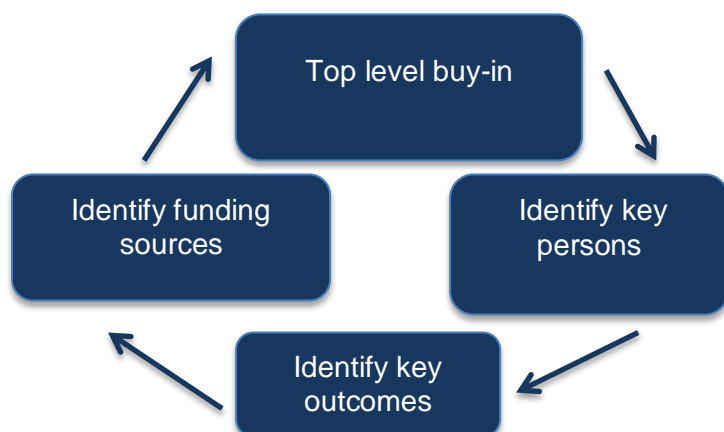 Top level buy-in
Identify funding
sources
Identify key
persons
Identify key
outcomes